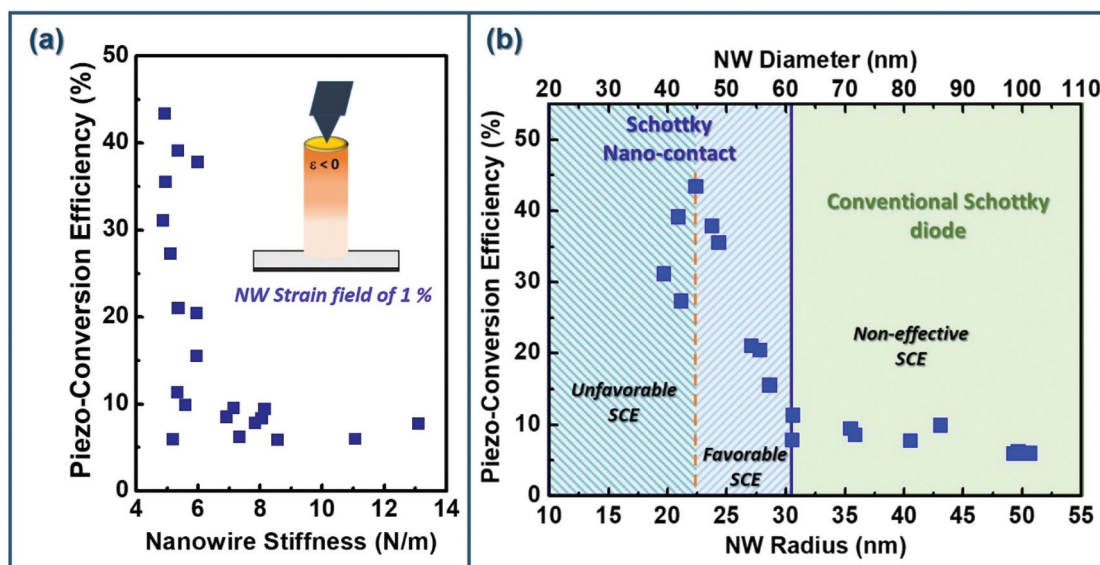 (a)
50
40
30
20
10
0
Piezo-Conversion Efficiency (%)
ε < 0
NW Strain field of 1 %
4 6 8 10 12 14
Nanowire Stiffness (N/m)
(b)
NW Diameter (nm)
20 30 40 50 60 70 80 90 100 110
50
40
30
20
10
0
Piezo-Conversion Efficiency (%)
Schottky
Nano-contact
Conventional Schottky
diode
Non-effective
SCE
Unfavorable
SCE
Favorable
SCE
10 15 20 25 30 35 40 45 50 55
NW Radius (nm)